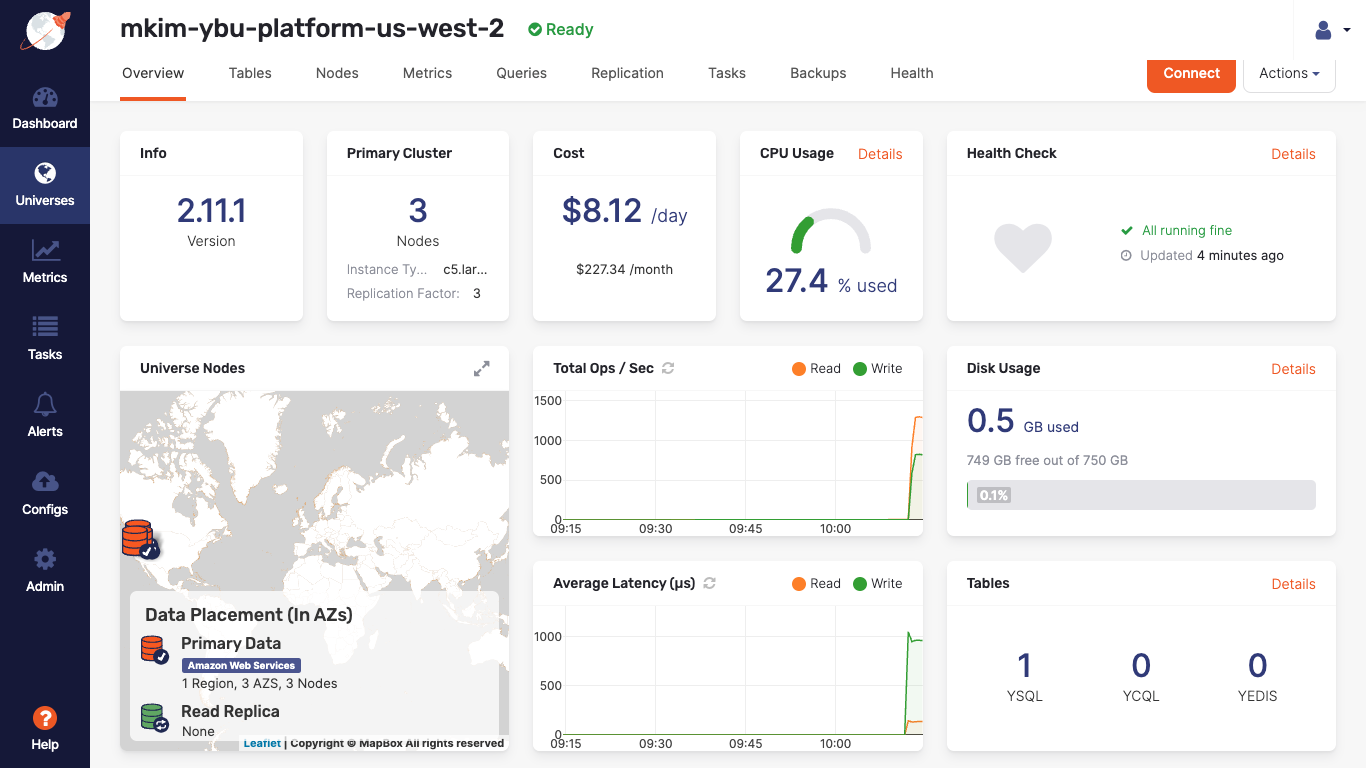 mkim-ybu-platform-us-west-2 Ready
Overview Tables Nodes Metrics Queries Replication Tasks Backups Health Connect Actions
Dashboard
Universes
Metrics
Tasks
Alerts
Configs
Admin
Help
Info
2.11.1
Version
Primary Cluster
3
Nodes
Instance Ty... c5.lar...
Replication Factor: 3
Cost
$8.12 /day
$227.34 /month
CPU Usage Details
27.4 % used
Health Check Details
All running fine
Updated 4 minutes ago
Universe Nodes
Data Placement (In AZs)
Primary Data
Amazon Web Services
1 Region, 3 AZS, 3 Nodes
Read Replica
None
Leaflet | Copyright © MapBox All rights reserved
Total Ops / Sec Read Write
1500
1000
500
0
09:15 09:30 09:45 10:00
Disk Usage Details
0.5 GB used
749 GB free out of 750 GB
0.1%
Average Latency (µs) Read Write
1000
500
0
09:15 09:30 09:45 10:00
Tables Details
1 0 0
YSQL YCQL YEDIS